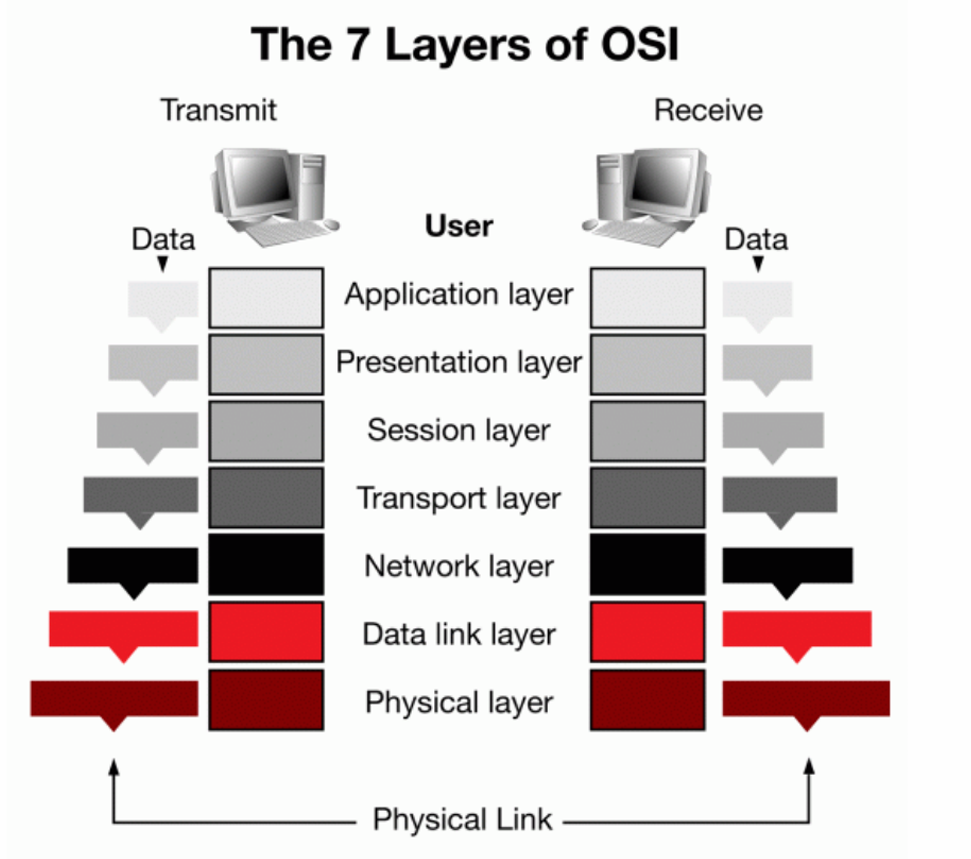 The 7 Layers of OSI
Transmit
Receive
User
Data
Data
Application layer
Presentation layer
Session layer
Transport layer
Network layer
Data link layer
Physical layer
Physical Link